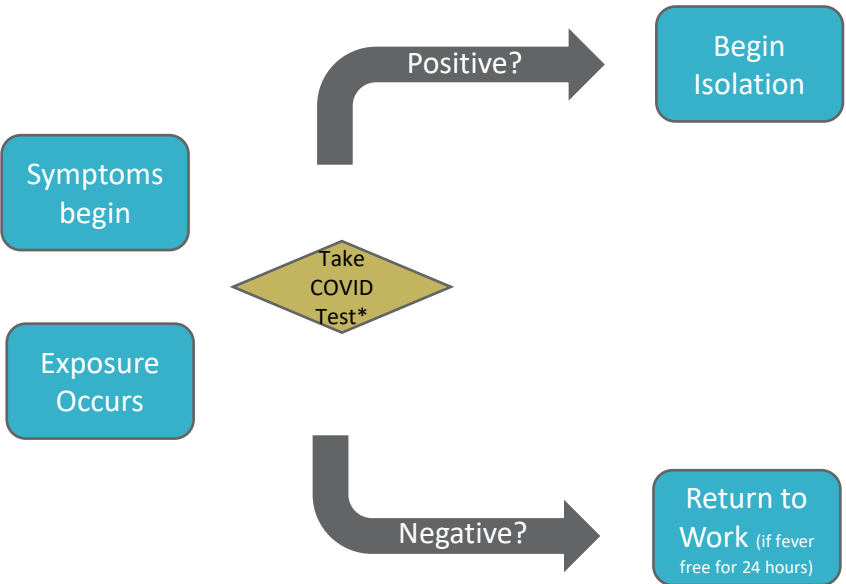 Positive?
Begin
Isolation
Symptoms
begin
Take
COVID
Test*
Exposure
Occurs
Negative?
Return to
Work (if fever
free for 24 hours)